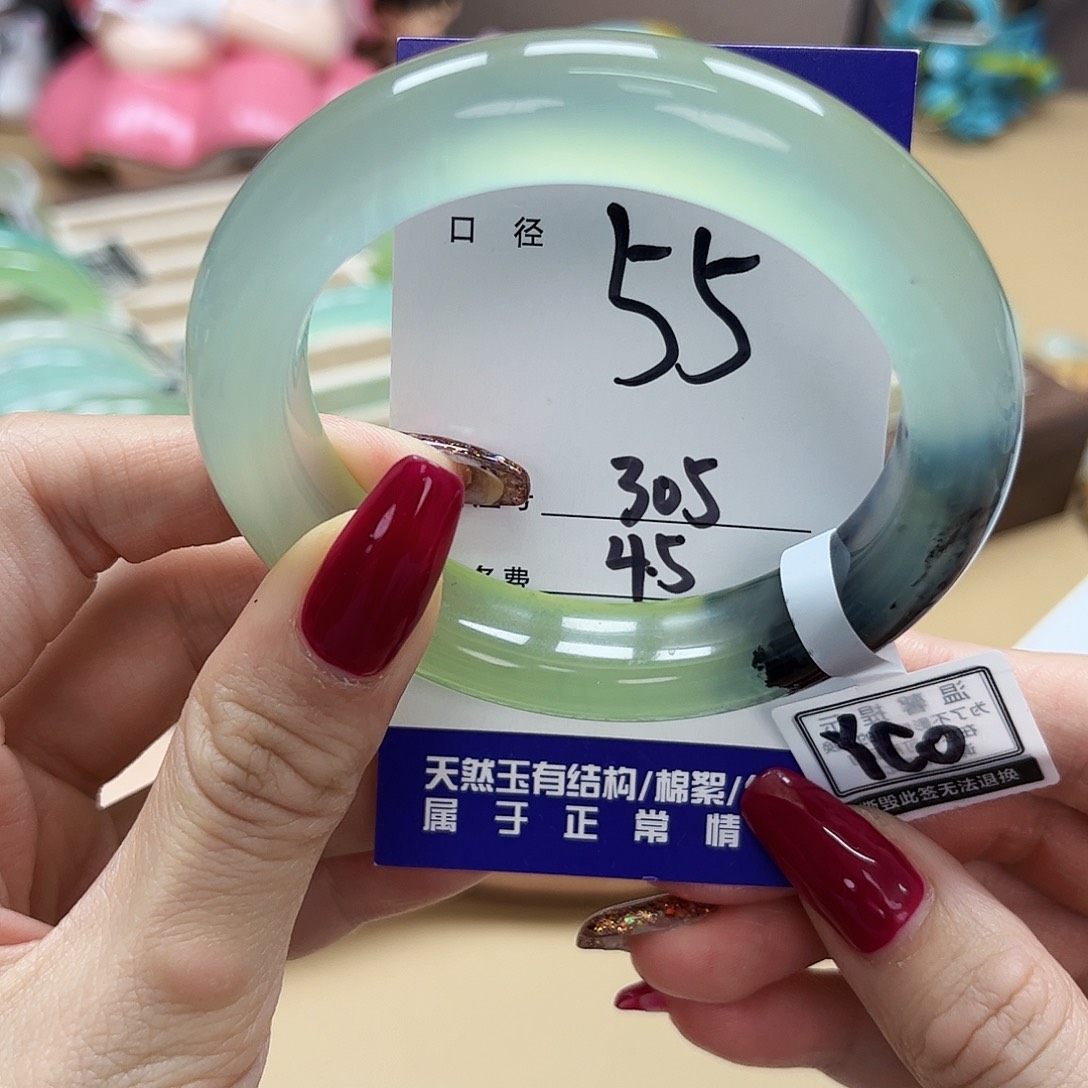 口 径 55
305
费 45
天然玉有结构/棉絮/
属 于 正 常 情
YCO
温馨提示
撕毁此签无法退换